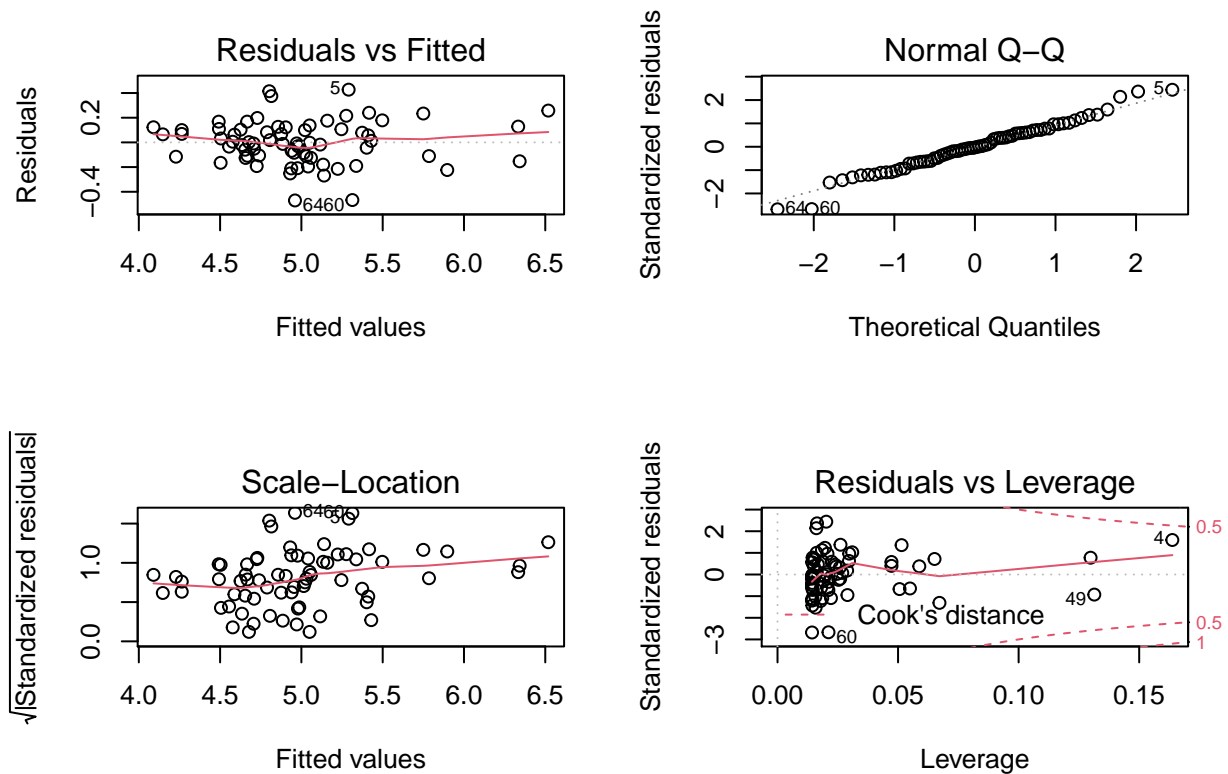 Residuals vs Fitted
Residuals
0.2
−0.4
5
6460
4.0 4.5 5.0 5.5 6.0 6.5
Fitted values
Normal Q−Q
Standardized residuals
2
0
−2
5
64
60
−2 −1 0 1 2
Theoretical Quantiles
Scale−Location
√|Standardized residuals|
1.0
0.0
6460
5
4.0 4.5 5.0 5.5 6.0 6.5
Fitted values
Residuals vs Leverage
Standardized residuals
2
0
−3
0.5
4
49
Cook's distance
60
0.5
1
0.00 0.05 0.10 0.15
Leverage